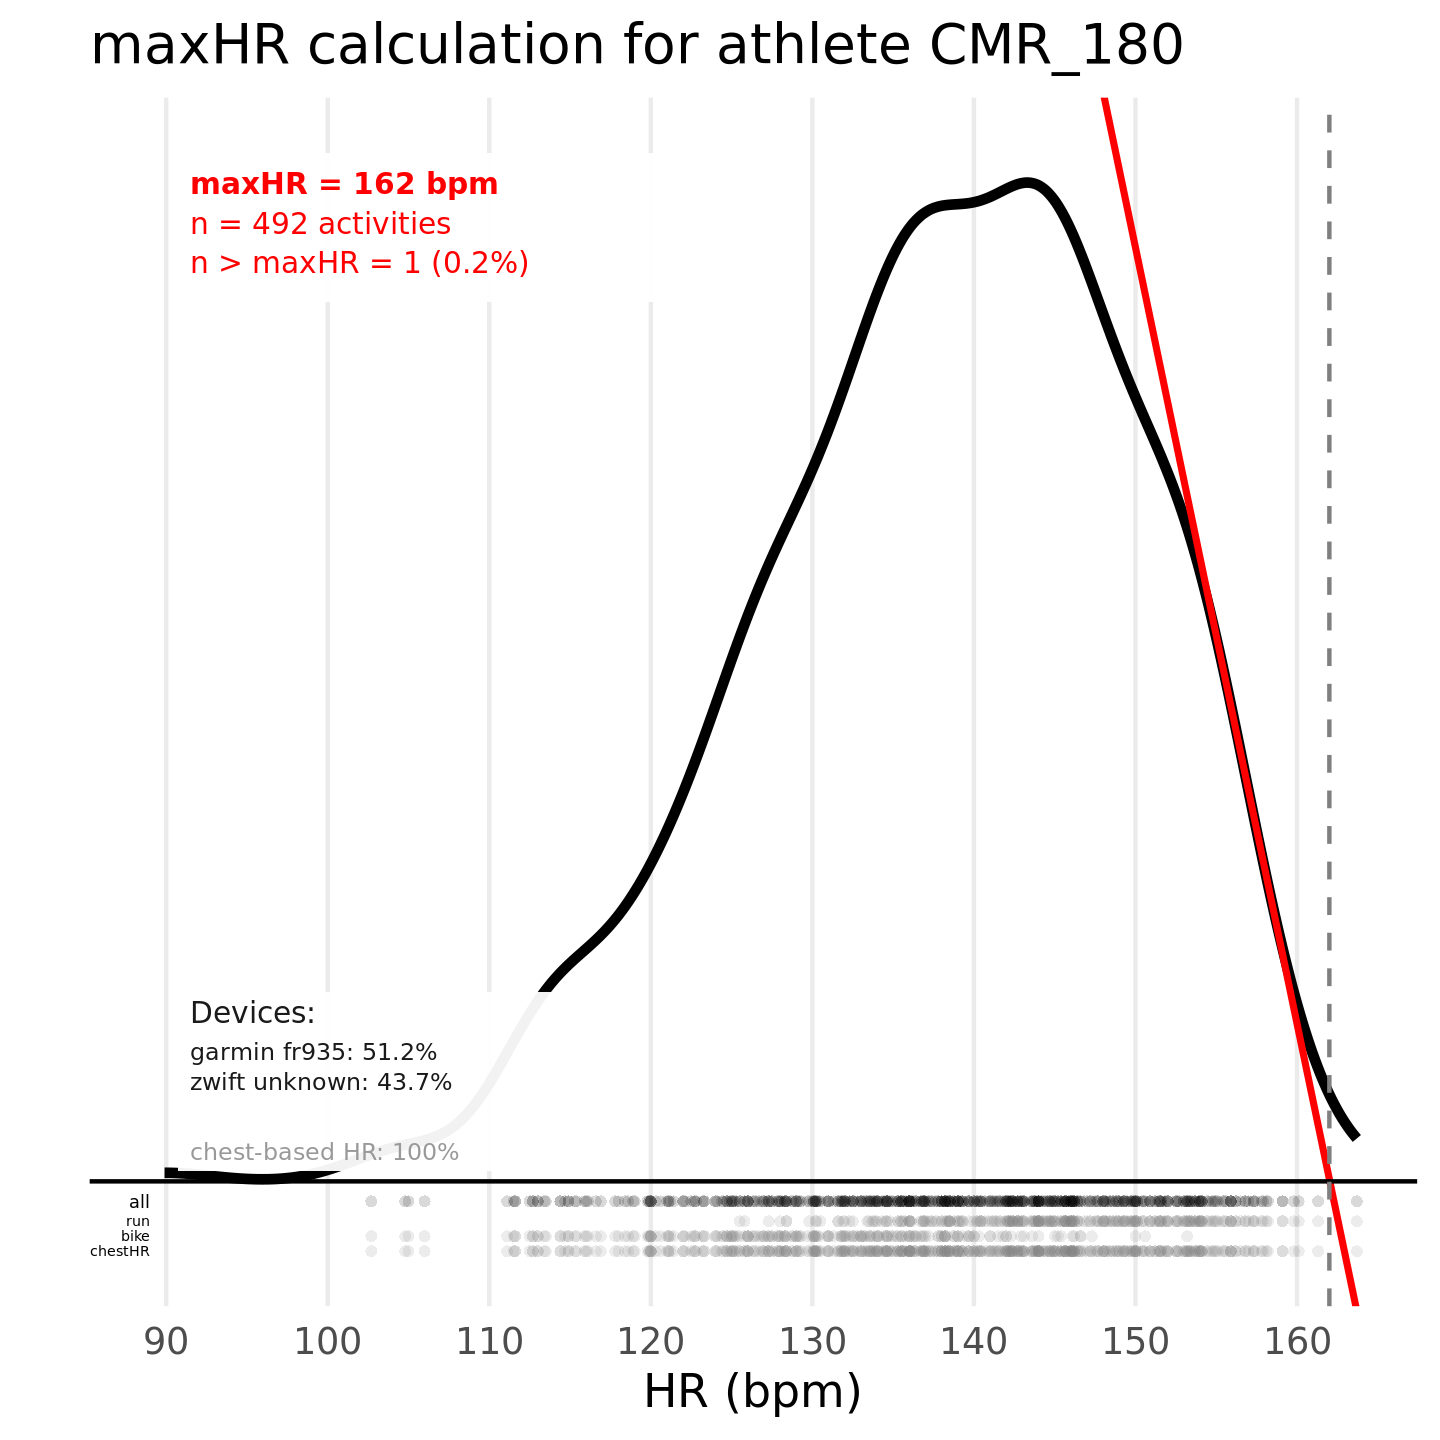 maxHR calculation for athlete CMR_180
maxHR = 162 bpm
n = 492 activities
n > maxHR = 1 (0.2%)
Devices:
garmin fr935: 51.2%
zwift unknown: 43.7%
chest-based HR: 100%
all
run
bike
chestHR
90 100 110 120 130 140 150 160
HR (bpm)